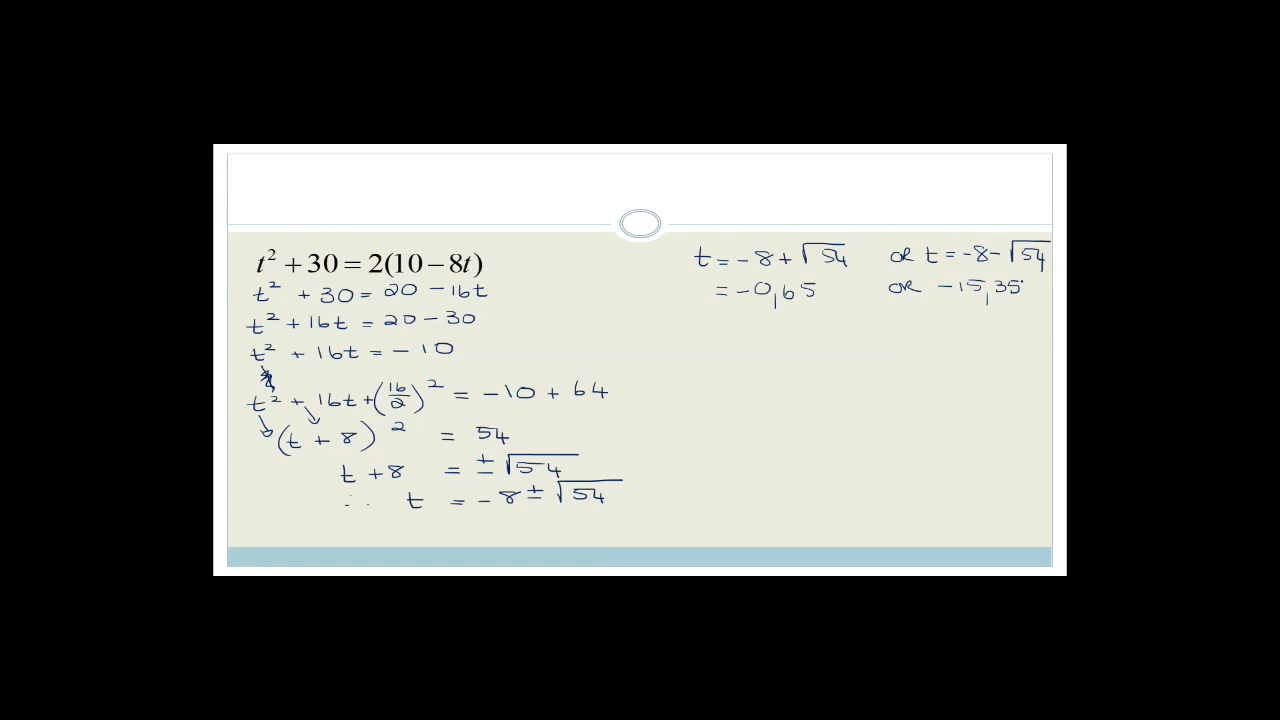 t² + 30 = 2(10 − 8t)
t² + 30 = 20 − 16t
t² + 16t = 20 − 30
t² + 16t = − 10
t² + 16t + (16/2)² = − 10 + 64
(t + 8)² = 54
t + 8 = ± √54
∴ t = − 8 ± √54
t = − 8 + √54 OR t = − 8 − √54
= − 0,65 OR − 15,35